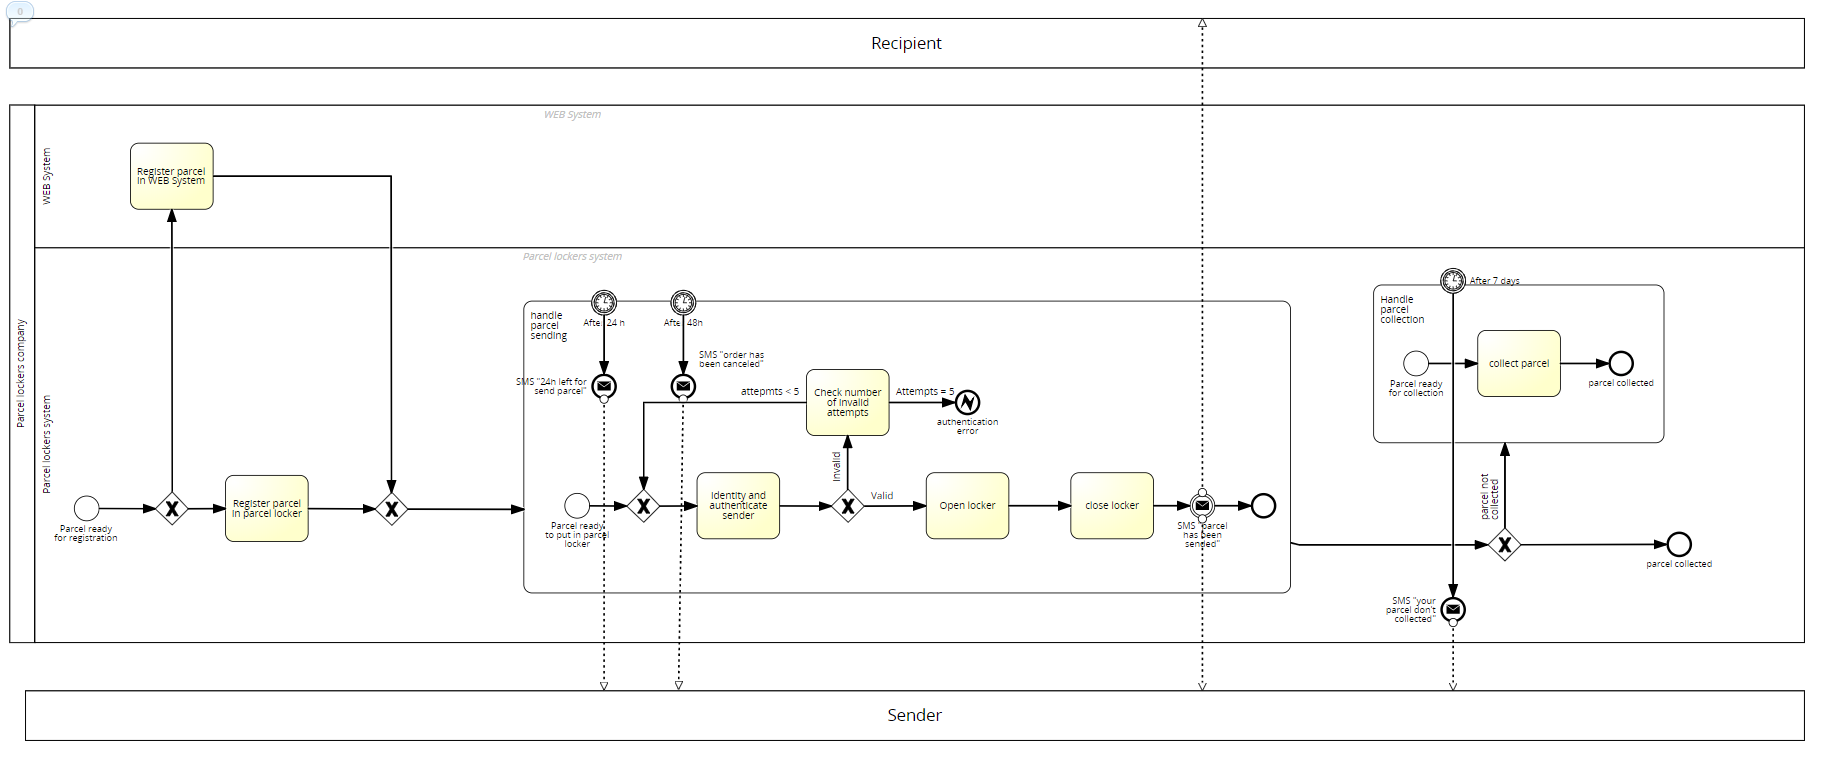 0
Recipient
WEB System
WEB System
Register parcel
in WEB System
Parcel lockers company
Parcel lockers system
Parcel lockers system
Parcel ready
for registration
Register parcel
in parcel locker
handle
parcel
sending
After 24 h
After 48h
SMS "24h left for
send parcel"
SMS "order has
been canceled"
attepmts < 5
Check number
of invalid
attempts
Attempts = 5
authentication
error
Invalid
Valid
Parcel ready
to put in parcel
locker
Identity and
authenticate
sender
Open locker
close locker
SMS "parcel
has been
sended"
After 7 days
Handle
parcel
collection
Parcel ready
for collection
collect parcel
parcel collected
parcel not
collected
parcel collected
SMS "your
parcel don't
collected"
Sender